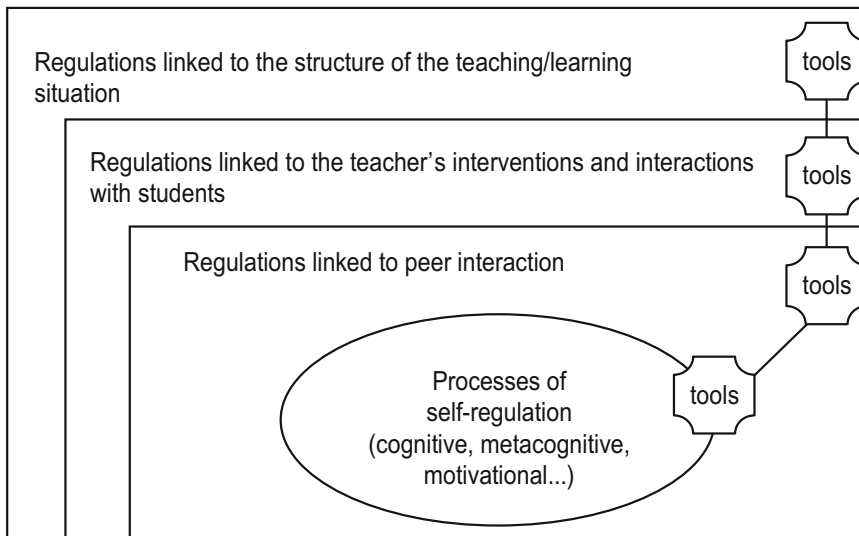 Regulations linked to the structure of the teaching/learning
situation
tools
Regulations linked to the teacher’s interventions and interactions
with students
tools
Regulations linked to peer interaction
tools
Processes of
self-regulation
(cognitive, metacognitive,
motivational...)
tools